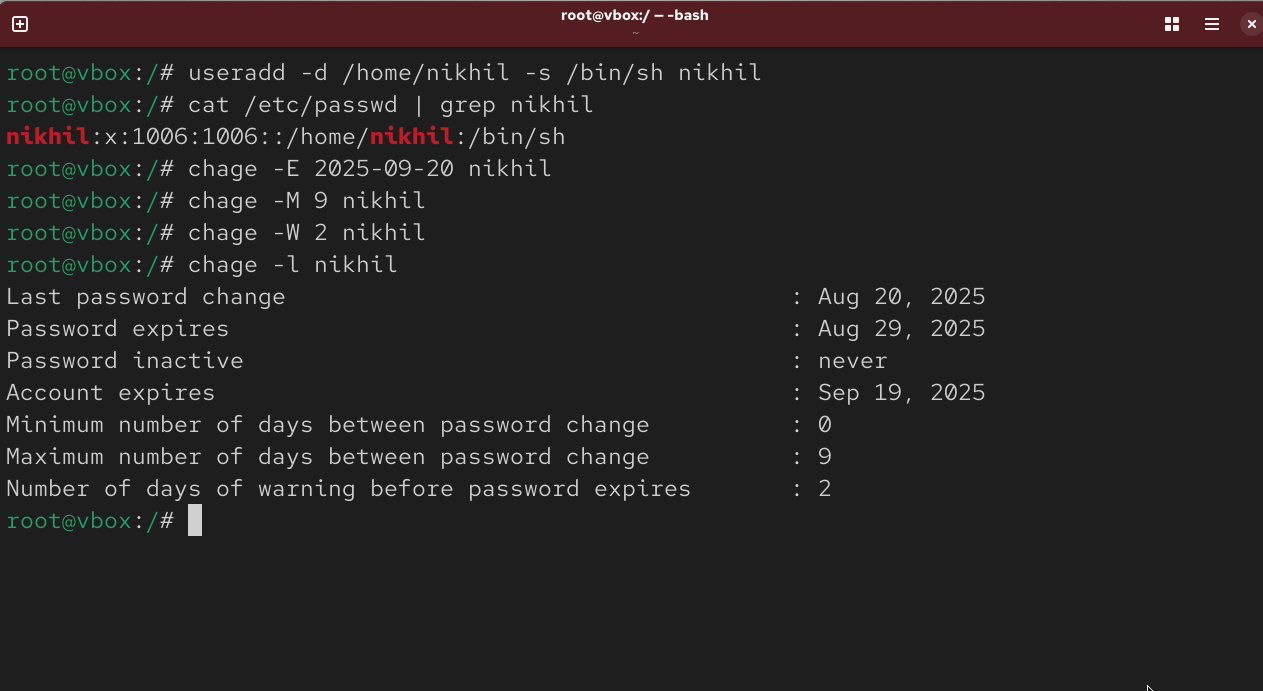 root@vbox:/ — -bash
~
root@vbox:/# useradd -d /home/nikhil -s /bin/sh nikhil
root@vbox:/# cat /etc/passwd | grep nikhil
nikhil:x:1006:1006::/home/nikhil:/bin/sh
root@vbox:/# chage -E 2025-09-20 nikhil
root@vbox:/# chage -M 9 nikhil
root@vbox:/# chage -W 2 nikhil
root@vbox:/# chage -l nikhil
Last password change : Aug 20, 2025
Password expires : Aug 29, 2025
Password inactive : never
Account expires : Sep 19, 2025
Minimum number of days between password change : 0
Maximum number of days between password change : 9
Number of days of warning before password expires : 2
root@vbox:/#